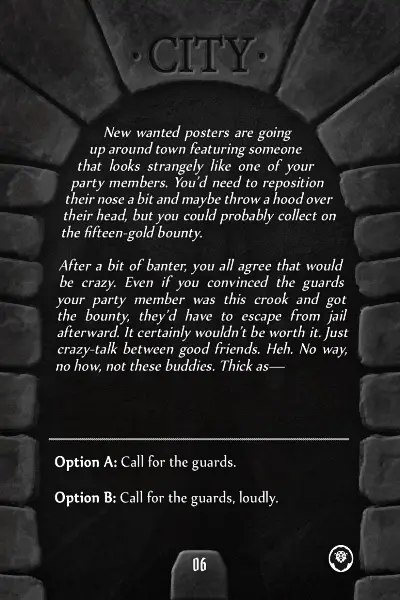 · CITY ·
New wanted posters are going
up around town featuring someone
that looks strangely like one of your
party members. You'd need to reposition
their nose a bit and maybe throw a hood over
their head, but you could probably collect on
the fifteen-gold bounty.
After a bit of banter, you all agree that would
be crazy. Even if you convinced the guards
your party member was this crook and got
the bounty, they'd have to escape from jail
afterward. It certainly wouldn't be worth it. Just
crazy-talk between good friends. Heh. No way,
no how, not these buddies. Thick as—
Option A: Call for the guards.
Option B: Call for the guards, loudly.
06